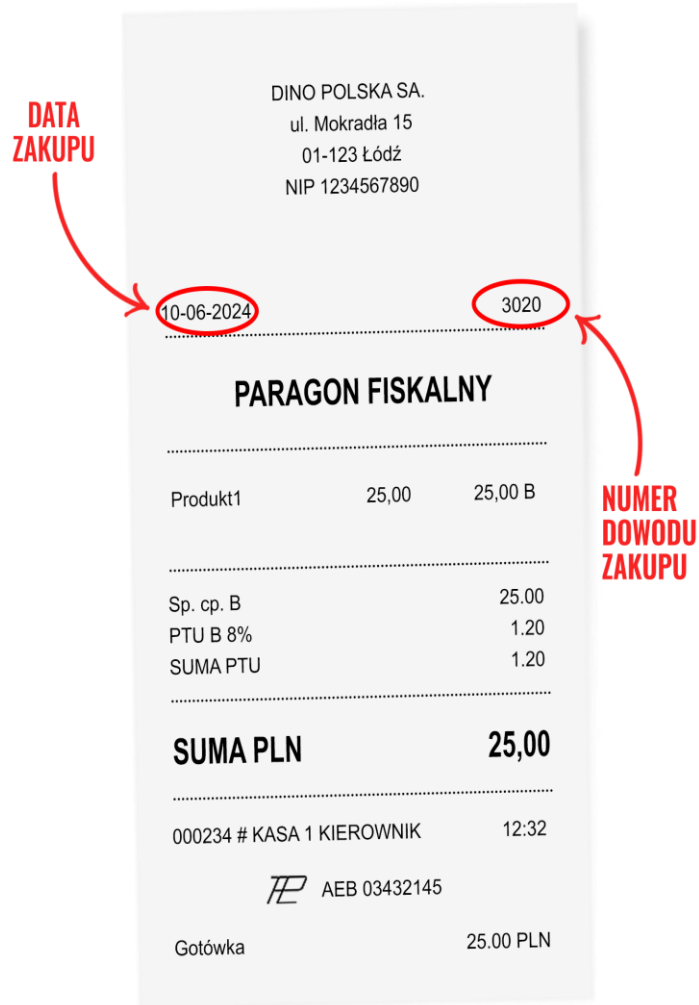 DINO POLSKA SA.
ul. Mokradła 15
01-123 Łódź
NIP 1234567890
DATA
ZAKUPU
10-06-2024 3020
PARAGON FISKALNY
Produkt1 25,00 25,00 B
NUMER
DOWODU
ZAKUPU
Sp. cp. B 25.00
PTU B 8% 1.20
SUMA PTU 1.20
SUMA PLN 25,00
000234 # KASA 1 KIEROWNIK 12:32
AEB 03432145
Gotówka 25.00 PLN